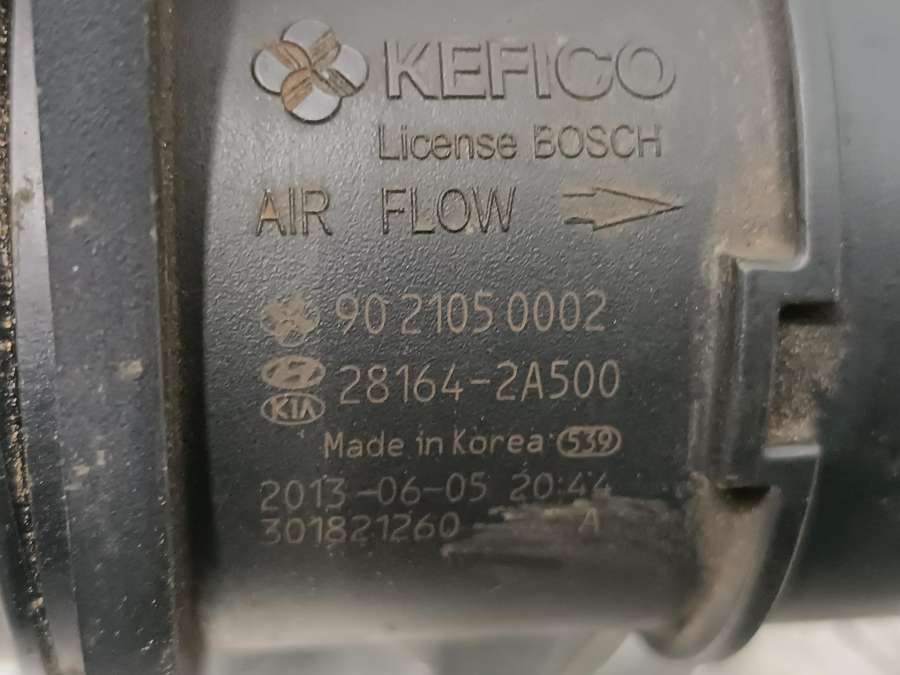 KEFICO
License BOSCH
AIR FLOW
90 2105 0002
28164-2A500
KIA
Made in Korea 539
2013-06-05 20:44
301821260 A